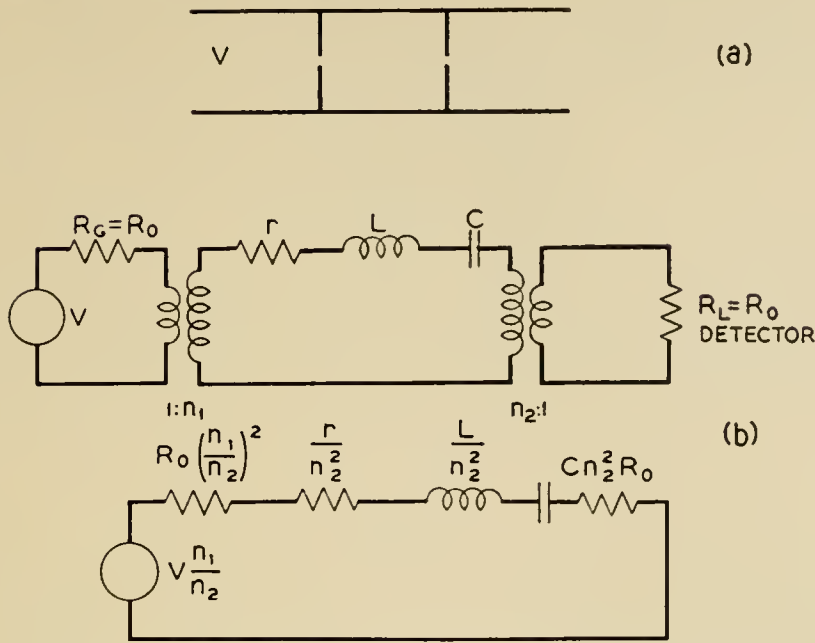 V
(a)
R_G=R_0
r
L
C
V
R_L=R_0
DETECTOR
1:n_1
n_2:1
(b)
R_0(n_1/n_2)^2
r/n_2^2
L/n_2^2
Cn_2^2 R_0
V n_1/n_2